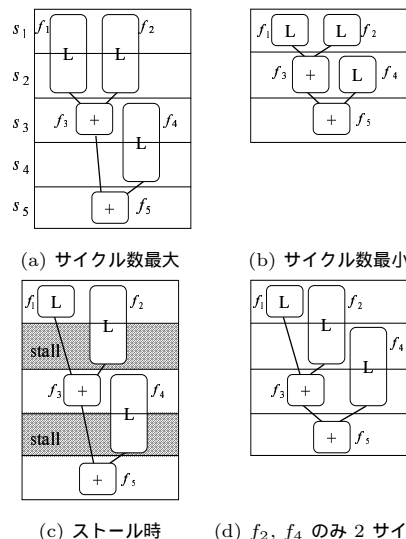 s1 f1 L L f2
s2
s3 f3 + L f4
s4
s5 + f5
(a) サイクル数最大
f1 L L f2
f3 + L f4
+ f5
(b) サイクル数最小
f1 L L f2
stall
f3 + L f4
stall
+ f5
(c) ストール時
f1 L L f2
L f4
f3 +
+ f5
(d) f2, f4 のみ 2 サイ